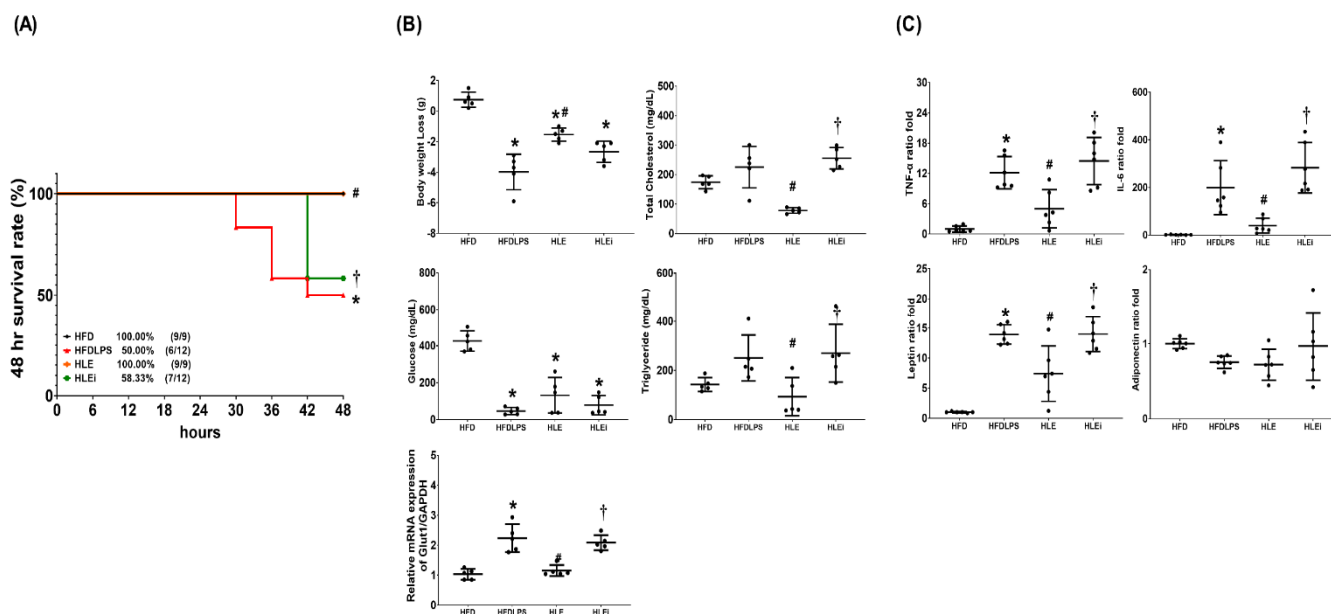 (A)
(B)
(C)
48 hr survival rate (%)
100
50
0
HFD 100.00% (9/9)
HFDLPS 50.00% (6/12)
HLE 100.00% (9/9)
HLEi 58.33% (7/12)
#
†
*
0 6 12 18 24 30 36 42 48
hours
Body weight Loss (g)
2
0
-2
-4
-6
-8
*
*#
*
HFD HFDLPS HLE HLEi
Total Cholesterol (mg/dL)
500
400
300
200
100
0
#
†
HFD HFDLPS HLE HLEi
Glucose (mg/dL)
800
600
400
200
0
*
*
*
HFD HFDLPS HLE HLEi
Triglyceride (mg/dL)
600
400
200
0
#
†
HFD HFDLPS HLE HLEi
Relative mRNA expression
of Glut1/GAPDH
5
4
3
2
1
0
*
#
†
HFD HFDLPS HLE HLEi
TNF-α ratio fold
30
24
18
12
6
0
*
#
†
HFD HFDLPS HLE HLEi
IL-6 ratio fold
600
400
200
0
*
#
†
HFD HFDLPS HLE HLEi
Leptin ratio fold
25
20
15
10
5
0
*
#
†
HFD HFDLPS HLE HLEi
Adiponectin ratio fold
2
1
0
HFD HFDLPS HLE HLEi